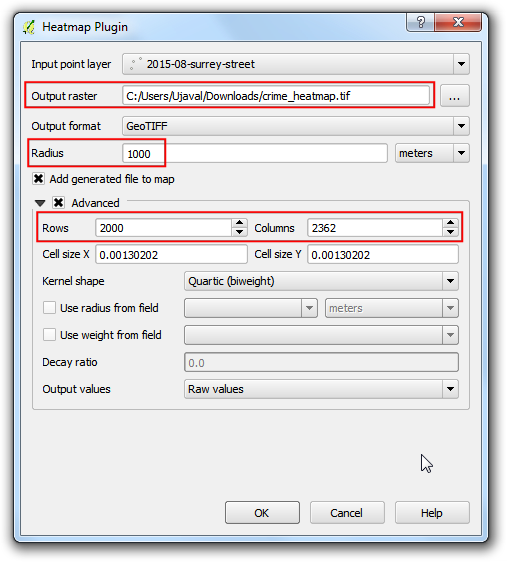 Heatmap Plugin
Input point layer 2015-08-surrey-street
Output raster C:/Users/Ujaval/Downloads/crime_heatmap.tif ...
Output format GeoTIFF
Radius 1000 meters
Add generated file to map
Advanced
Rows 2000 Columns 2362
Cell size X 0.00130202 Cell size Y 0.00130202
Kernel shape Quartic (biweight)
Use radius from field meters
Use weight from field
Decay ratio 0.0
Output values Raw values
OK Cancel Help